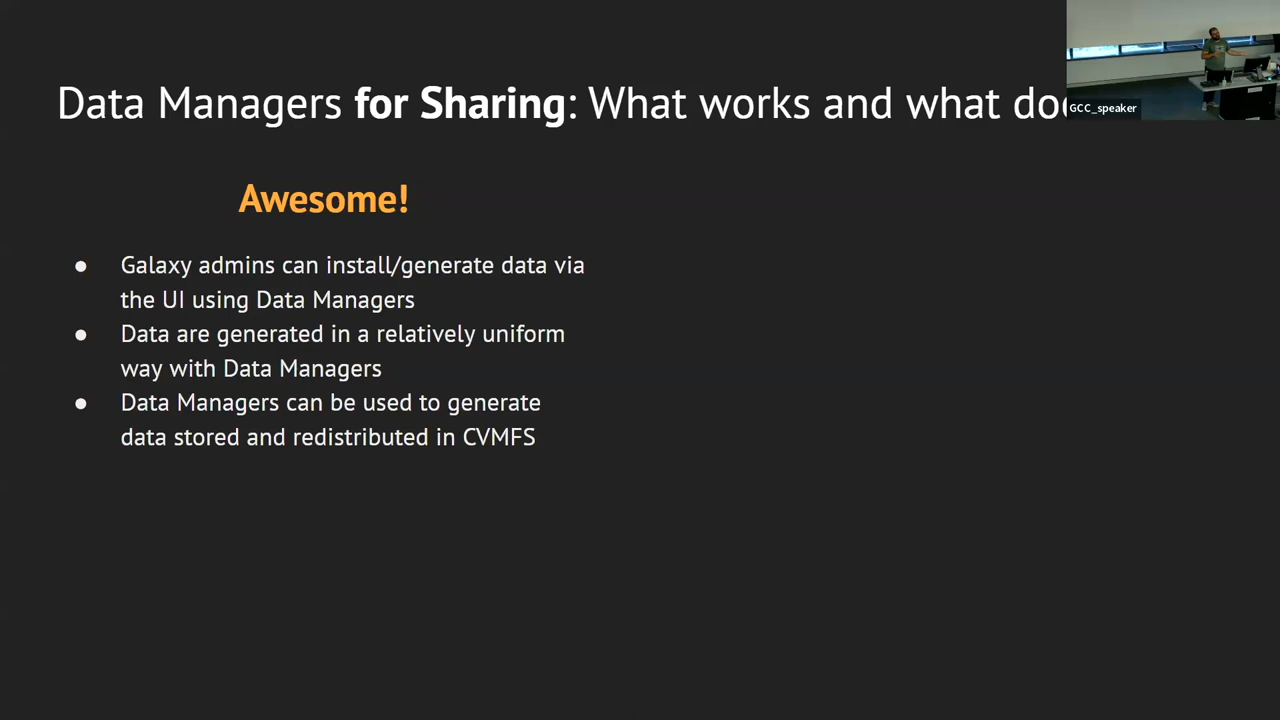 Data Managers for Sharing: What works and what
GCC_speaker
Awesome!
● Galaxy admins can install/generate data via
the UI using Data Managers
● Data are generated in a relatively uniform
way with Data Managers
● Data Managers can be used to generate
data stored and redistributed in CVMFS